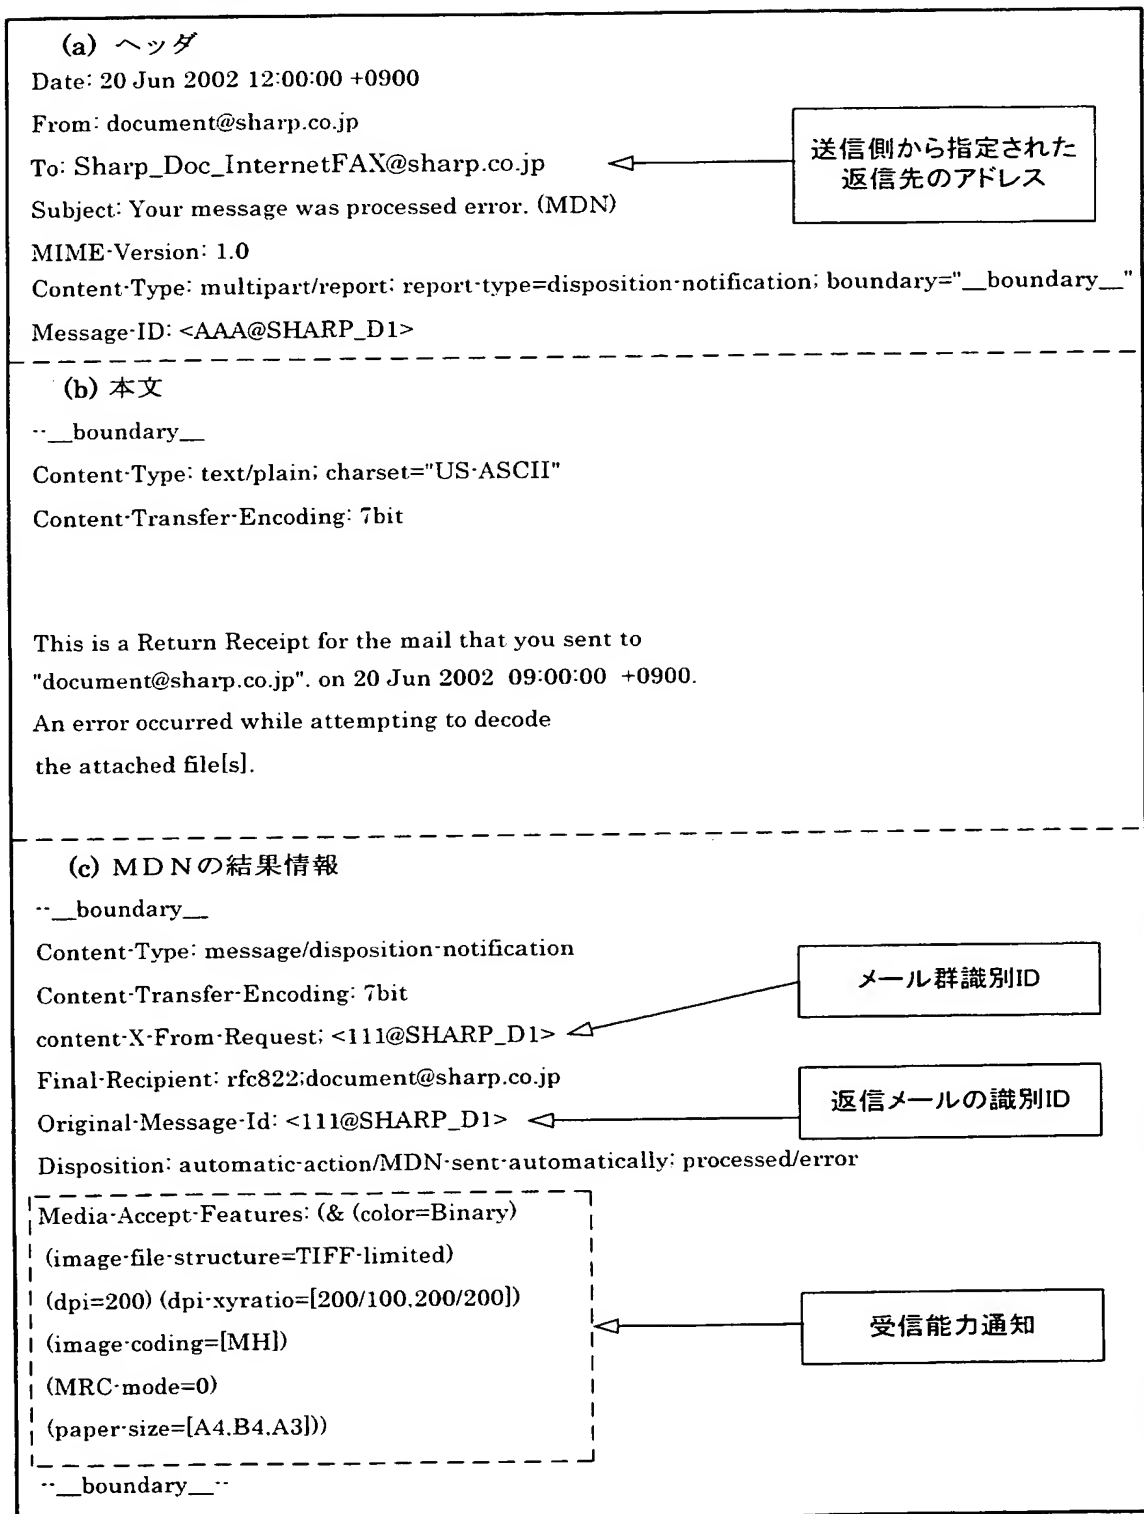 (a) ヘッダ
Date: 20 Jun 2002 12:00:00 +0900
From: document@sharp.co.jp
To: Sharp_Doc_InternetFAX@sharp.co.jp
送信側から指定された
返信先のアドレス
Subject: Your message was processed error. (MDN)
MIME-Version: 1.0
Content-Type: multipart/report: report-type=disposition-notification; boundary="__boundary__"
Message-ID: <AAA@SHARP_D1>
(b) 本文
--__boundary__
Content-Type: text/plain; charset="US-ASCII"
Content-Transfer-Encoding: 7bit
This is a Return Receipt for the mail that you sent to
"document@sharp.co.jp". on 20 Jun 2002 09:00:00 +0900.
An error occurred while attempting to decode
the attached file[s].
(c) MDNの結果情報
--__boundary__
Content-Type: message/disposition-notification
Content-Transfer-Encoding: 7bit
メール群識別ID
content-X-From-Request; <111@SHARP_D1>
Final-Recipient: rfc822;document@sharp.co.jp
Original-Message-Id: <111@SHARP_D1>
返信メールの識別ID
Disposition: automatic-action/MDN-sent-automatically: processed/error
Media-Accept-Features: (& (color=Binary)
(image-file-structure=TIFF-limited)
(dpi=200) (dpi-xyratio=[200/100,200/200])
(image-coding=[MH])
受信能力通知
(MRC-mode=0)
(paper-size=[A4,B4,A3]))
--__boundary__--